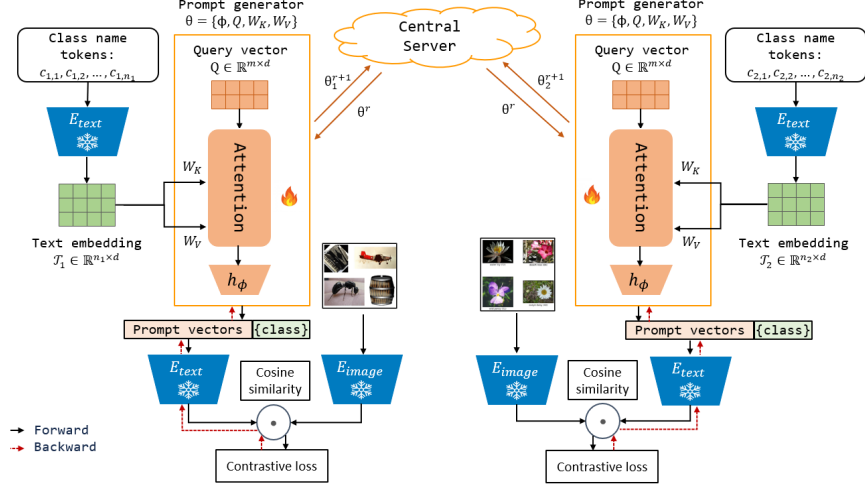 Prompt generator
θ = {ϕ, Q, W_K, W_V}
Class name
tokens:
c_{1,1}, c_{1,2}, ..., c_{1,n_1}
E_text
Text embedding
𝒯_1 ∈ ℝ^{n_1×d}
Query vector
Q ∈ ℝ^{m×d}
Attention
W_K
W_V
h_ϕ
Prompt vectors {class}
E_text
Cosine
similarity
E_image
Contrastive loss
Forward
Backward
Central
Server
θ_1^{r+1}
θ^r
θ_2^{r+1}
θ^r
Prompt generator
θ = {ϕ, Q, W_K, W_V}
Query vector
Q ∈ ℝ^{m×d}
Attention
W_K
W_V
h_ϕ
Class name
tokens:
c_{2,1}, c_{2,2}, ..., c_{2,n_2}
E_text
Text embedding
𝒯_2 ∈ ℝ^{n_2×d}
Prompt vectors {class}
E_image
Cosine
similarity
E_text
Contrastive loss